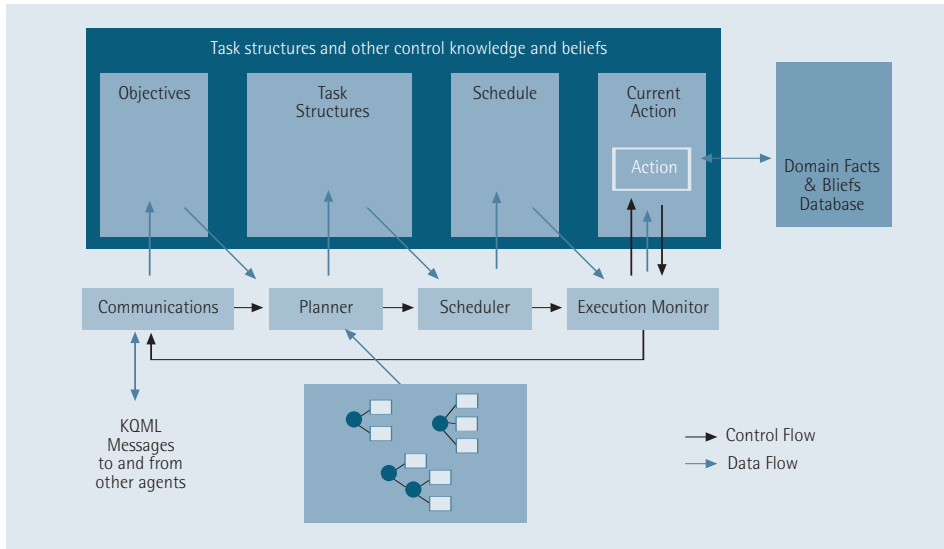 Task structures and other control knowledge and beliefs
Objectives
Task
Structures
Schedule
Current
Action
Action
Domain Facts
& Bliefs
Database
Communications
Planner
Scheduler
Execution Monitor
KQML
Messages
to and from
other agents
Control Flow
Data Flow